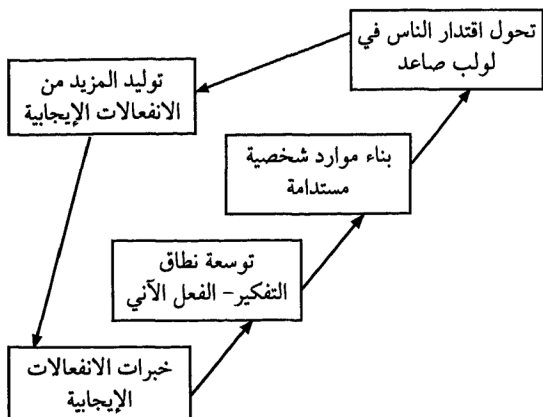 تحول اقتدار الناس في
لولب صاعد
توليد المزيد من
الانفعالات الإيجابية
بناء موارد شخصية
مستدامة
توسعة نطاق
التفكير– الفعل الآني
خبرات الانفعالات
الإيجابية